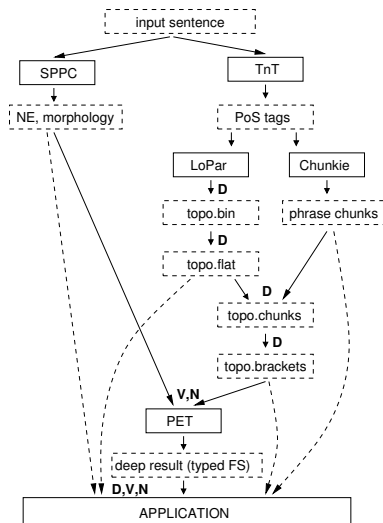 input sentence
SPPC
TnT
NE, morphology
PoS tags
LoPar
Chunkie
D
topo.bin
phrase chunks
D
topo.flat
D
topo.chunks
D
topo.brackets
V,N
PET
deep result (typed FS)
D,V,N
APPLICATION